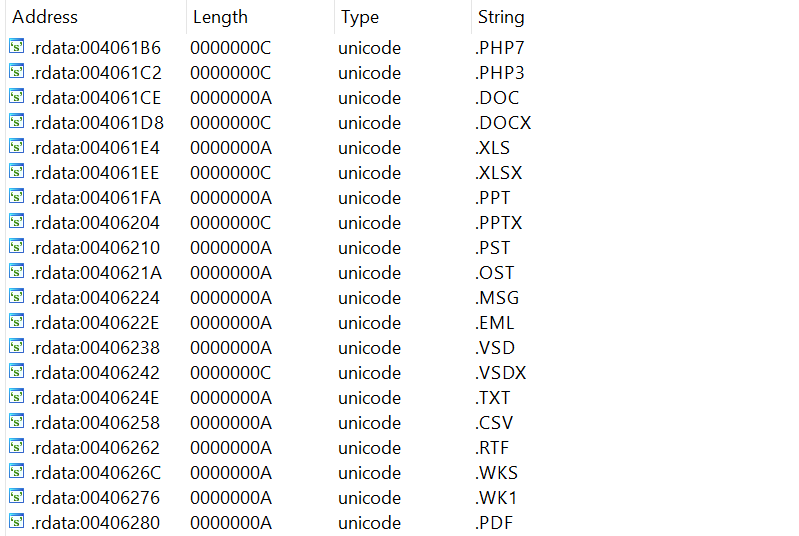 Address Length Type String
's' .rdata:004061B6 0000000C unicode .PHP7
's' .rdata:004061C2 0000000C unicode .PHP3
's' .rdata:004061CE 0000000A unicode .DOC
's' .rdata:004061D8 0000000C unicode .DOCX
's' .rdata:004061E4 0000000A unicode .XLS
's' .rdata:004061EE 0000000C unicode .XLSX
's' .rdata:004061FA 0000000A unicode .PPT
's' .rdata:00406204 0000000C unicode .PPTX
's' .rdata:00406210 0000000A unicode .PST
's' .rdata:0040621A 0000000A unicode .OST
's' .rdata:00406224 0000000A unicode .MSG
's' .rdata:0040622E 0000000A unicode .EML
's' .rdata:00406238 0000000A unicode .VSD
's' .rdata:00406242 0000000C unicode .VSDX
's' .rdata:0040624E 0000000A unicode .TXT
's' .rdata:00406258 0000000A unicode .CSV
's' .rdata:00406262 0000000A unicode .RTF
's' .rdata:0040626C 0000000A unicode .WKS
's' .rdata:00406276 0000000A unicode .WK1
's' .rdata:00406280 0000000A unicode .PDF